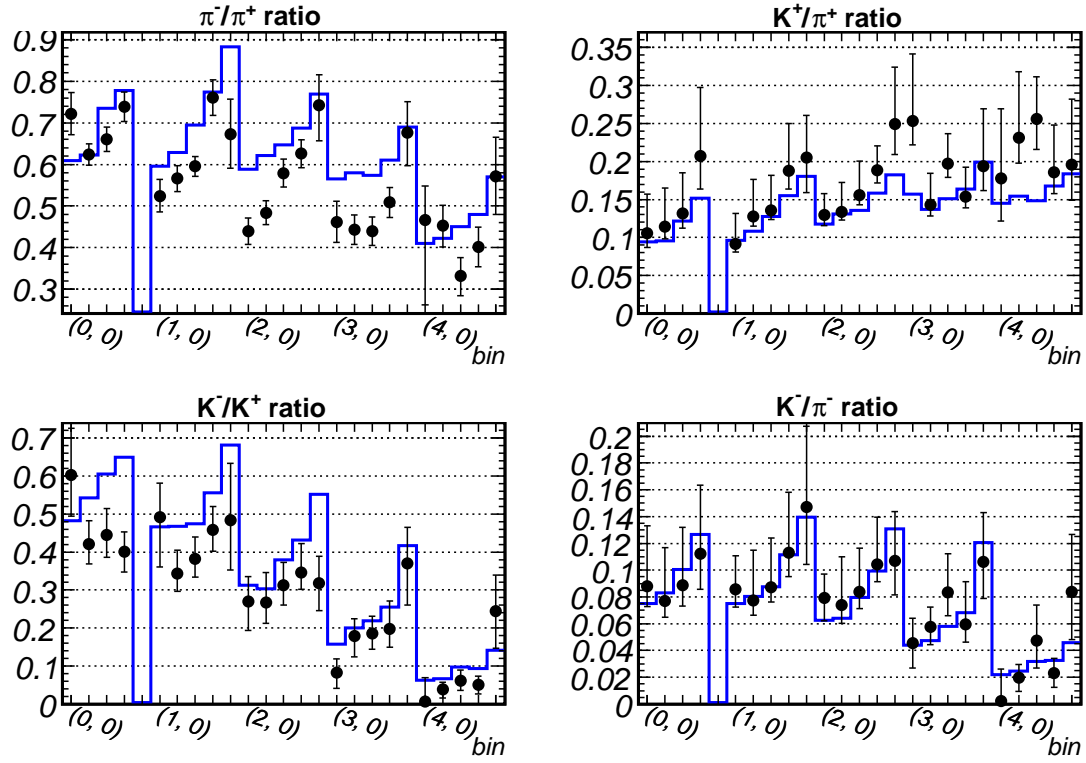 π⁻/π⁺ ratio
0.9
0.8
0.7
0.6
0.5
0.4
0.3
(0, 0) (1, 0) (2, 0) (3, 0) (4, 0)
bin
K⁺/π⁺ ratio
0.35
0.3
0.25
0.2
0.15
0.1
0.05
0
(0, 0) (1, 0) (2, 0) (3, 0) (4, 0)
bin
K⁻/K⁺ ratio
0.7
0.6
0.5
0.4
0.3
0.2
0.1
0
(0, 0) (1, 0) (2, 0) (3, 0) (4, 0)
bin
K⁻/π⁻ ratio
0.2
0.18
0.16
0.14
0.12
0.1
0.08
0.06
0.04
0.02
0
(0, 0) (1, 0) (2, 0) (3, 0) (4, 0)
bin